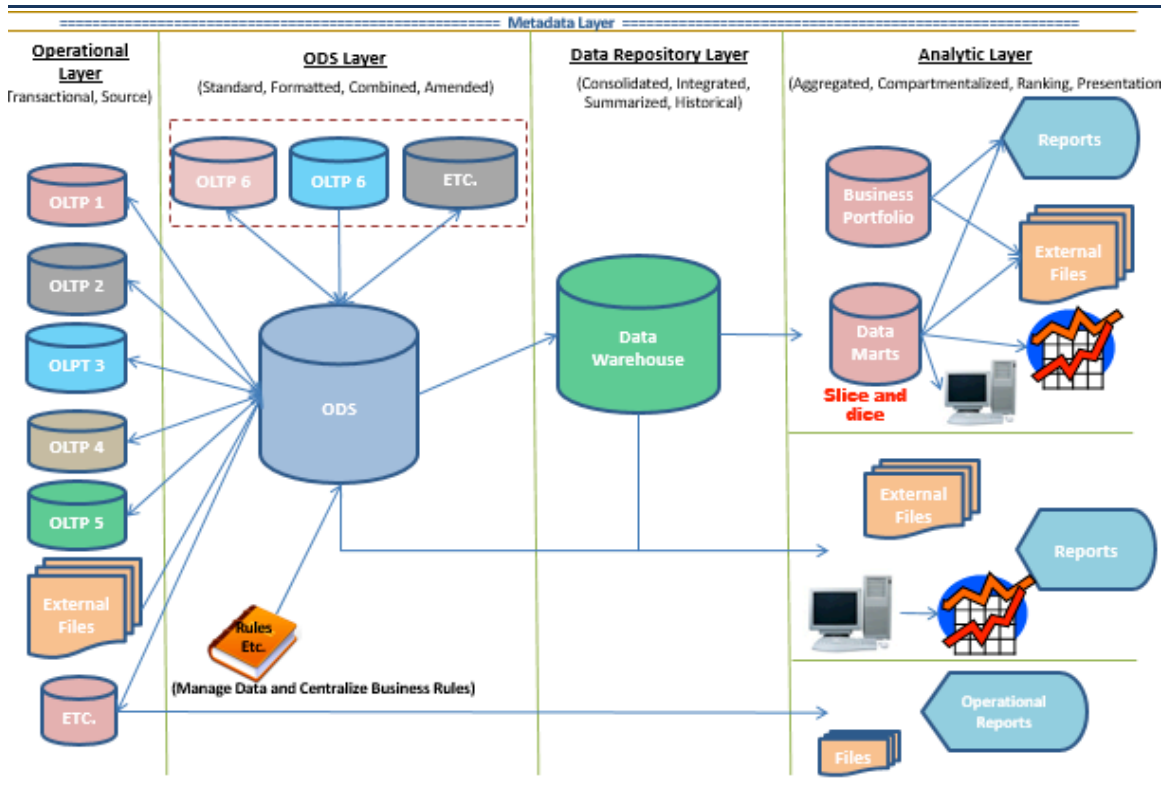 Metadata Layer
Operational
Layer
Transactional, Source)
ODS Layer
(Standard, Formatted, Combined, Amended)
Data Repository Layer
(Consolidated, Integrated,
Summarized, Historical)
Analytic Layer
(Aggregated, Compartmentalized, Ranking, Presentation
OLTP 1
OLTP 2
OLPT 3
OLTP 4
OLTP 5
External
Files
ETC.
OLTP 6
OLTP 6
ETC.
ODS
Rules
Etc.
(Manage Data and Centralize Business Rules)
Data
Warehouse
Business
Portfolio
Data
Marts
Slice and
dice
Reports
External
Files
External
Files
Reports
Operational
Reports
Files